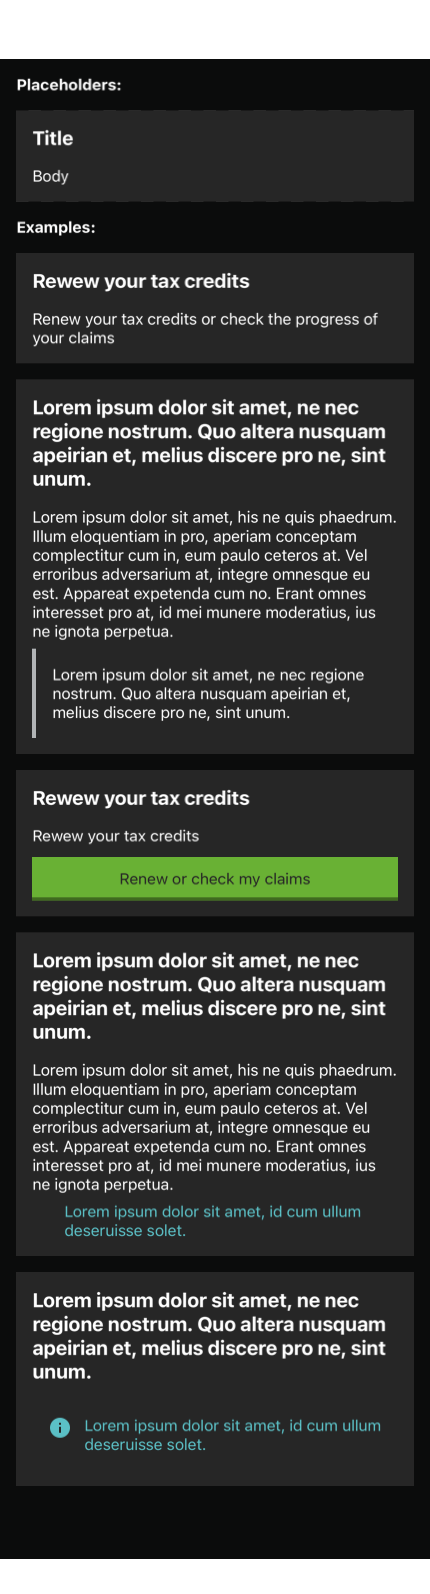 Placeholders:
Title
Body
Examples:
Rewew your tax credits
Renew your tax credits or check the progress of
your claims
Lorem ipsum dolor sit amet, ne nec
regione nostrum. Quo altera nusquam
apeirian et, melius discere pro ne, sint
unum.
Lorem ipsum dolor sit amet, his ne quis phaedrum.
Illum eloquentiam in pro, aperiam conceptam
complectitur cum in, eum paulo ceteros at. Vel
erroribus adversarium at, integre omnesque eu
est. Appareat expetenda cum no. Erant omnes
interesset pro at, id mei munere moderatius, ius
ne ignota perpetua.
Lorem ipsum dolor sit amet, ne nec regione
nostrum. Quo altera nusquam apeirian et,
melius discere pro ne, sint unum.
Rewew your tax credits
Rewew your tax credits
Renew or check my claims
Lorem ipsum dolor sit amet, ne nec
regione nostrum. Quo altera nusquam
apeirian et, melius discere pro ne, sint
unum.
Lorem ipsum dolor sit amet, his ne quis phaedrum.
Illum eloquentiam in pro, aperiam conceptam
complectitur cum in, eum paulo ceteros at. Vel
erroribus adversarium at, integre omnesque eu
est. Appareat expetenda cum no. Erant omnes
interesset pro at, id mei munere moderatius, ius
ne ignota perpetua.
Lorem ipsum dolor sit amet, id cum ullum
deseruisse solet.
Lorem ipsum dolor sit amet, ne nec
regione nostrum. Quo altera nusquam
apeirian et, melius discere pro ne, sint
unum.
Lorem ipsum dolor sit amet, id cum ullum
deseruisse solet.